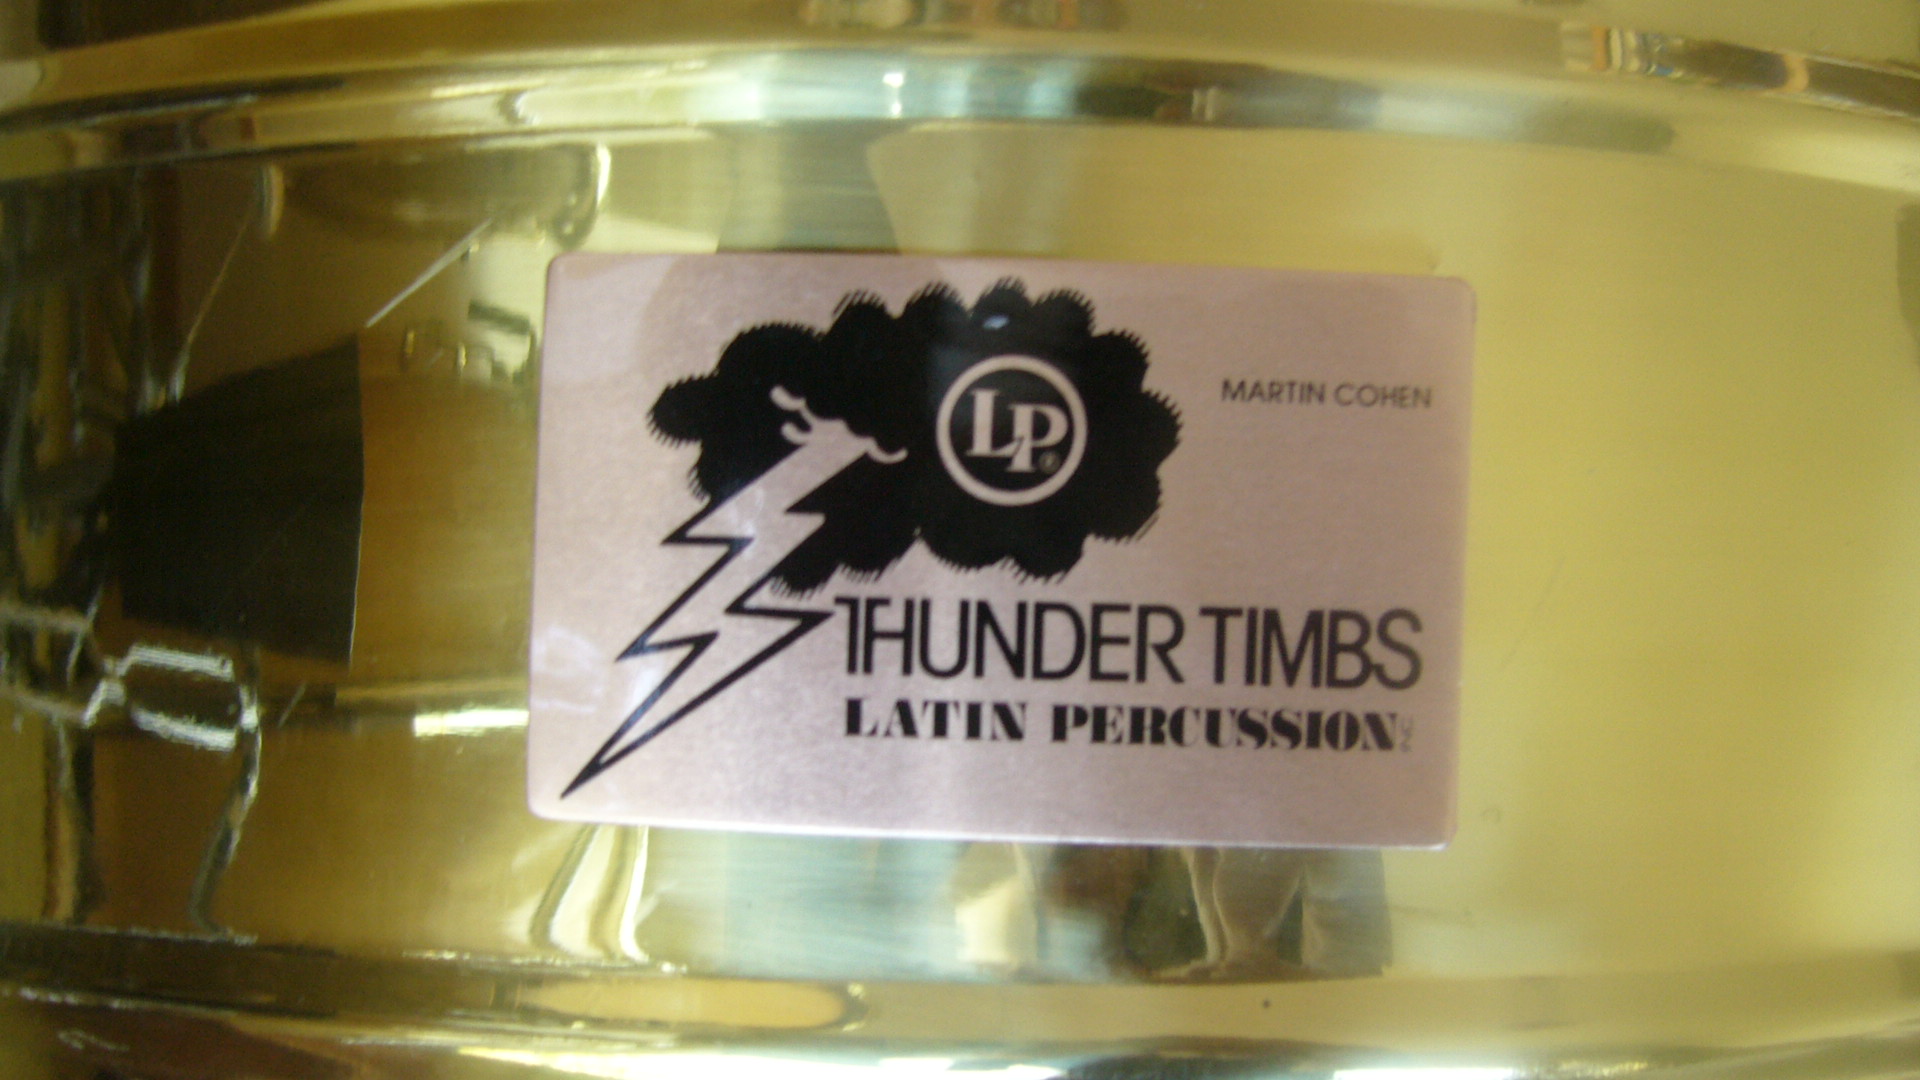 LP®
MARTIN COHEN
THUNDER TIMBS
LATIN PERCUSSION INC